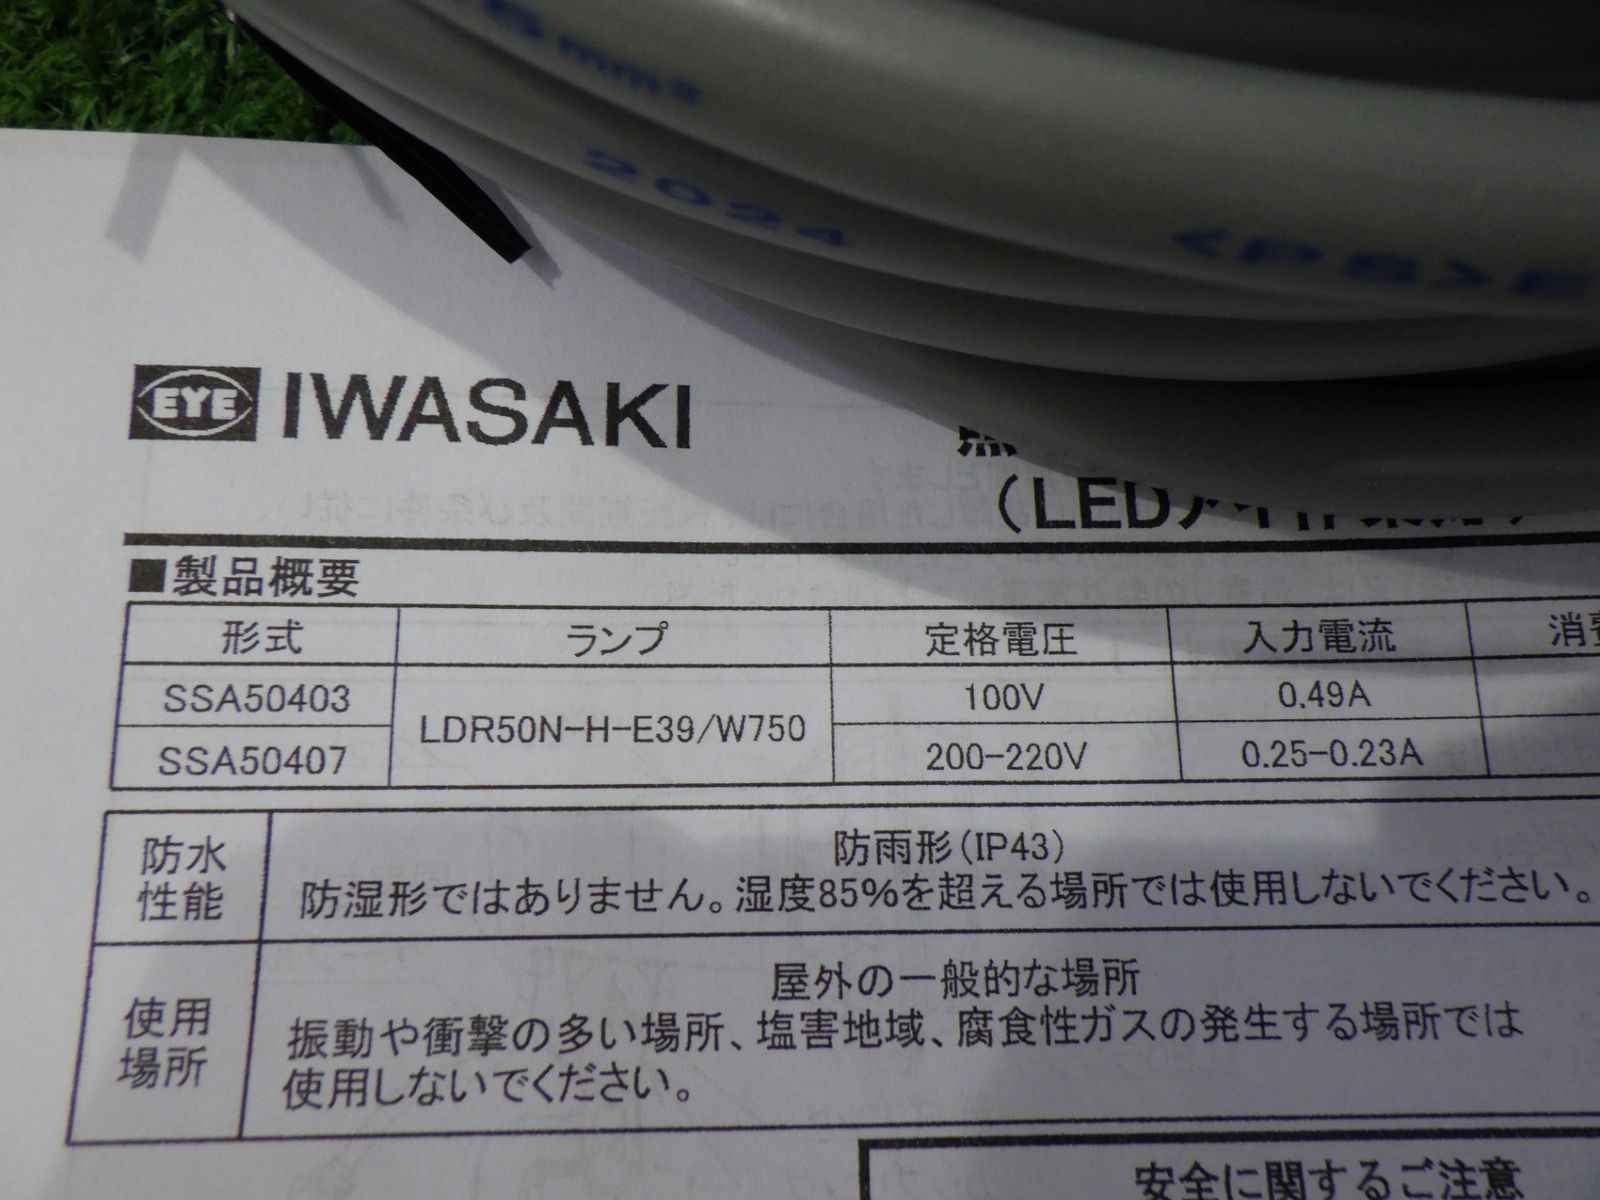 2024
<PS>E
EYE IWASAKI
(LED)
■製品概要
形式 ランプ 定格電圧 入力電流 消費
SSA50403 LDR50N-H-E39/W750 100V 0.49A
SSA50407 200-220V 0.25-0.23A
防水性能 防雨形(IP43)
防湿形ではありません。湿度85%を超える場所では使用しないでください。
使用場所 屋外の一般的な場所
振動や衝撃の多い場所、塩害地域、腐食性ガスの発生する場所では
使用しないでください。
安全に関するご注意